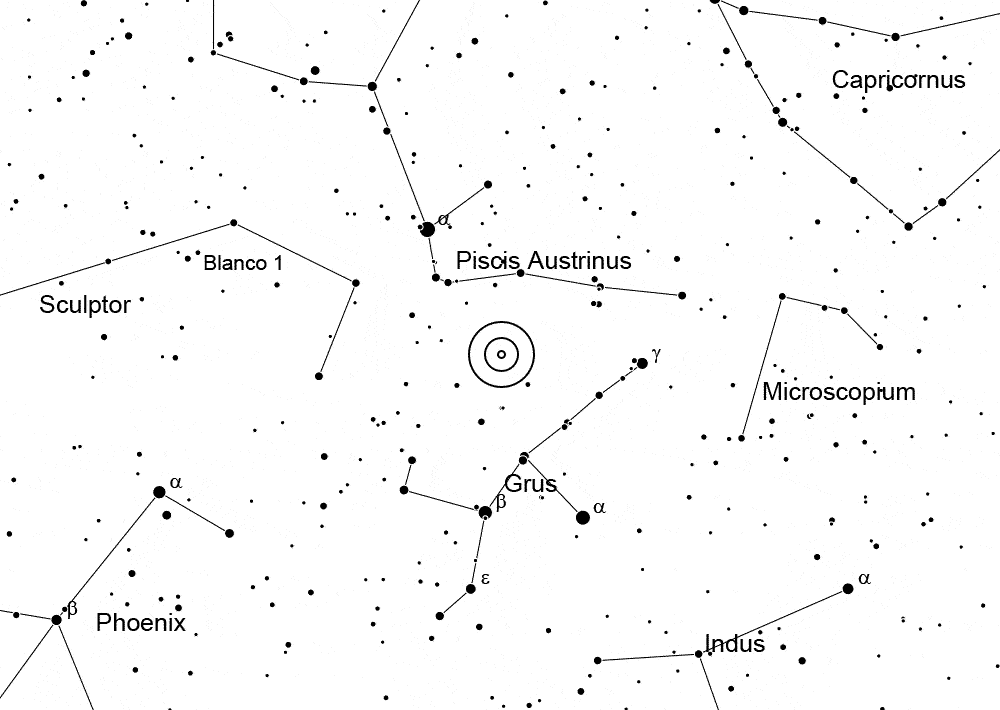 Capricornus
α
Piscis Austrinus
Blanco 1
Sculptor
γ
Microscopium
α
Grus
β
α
ε
α
β
Phoenix
Indus